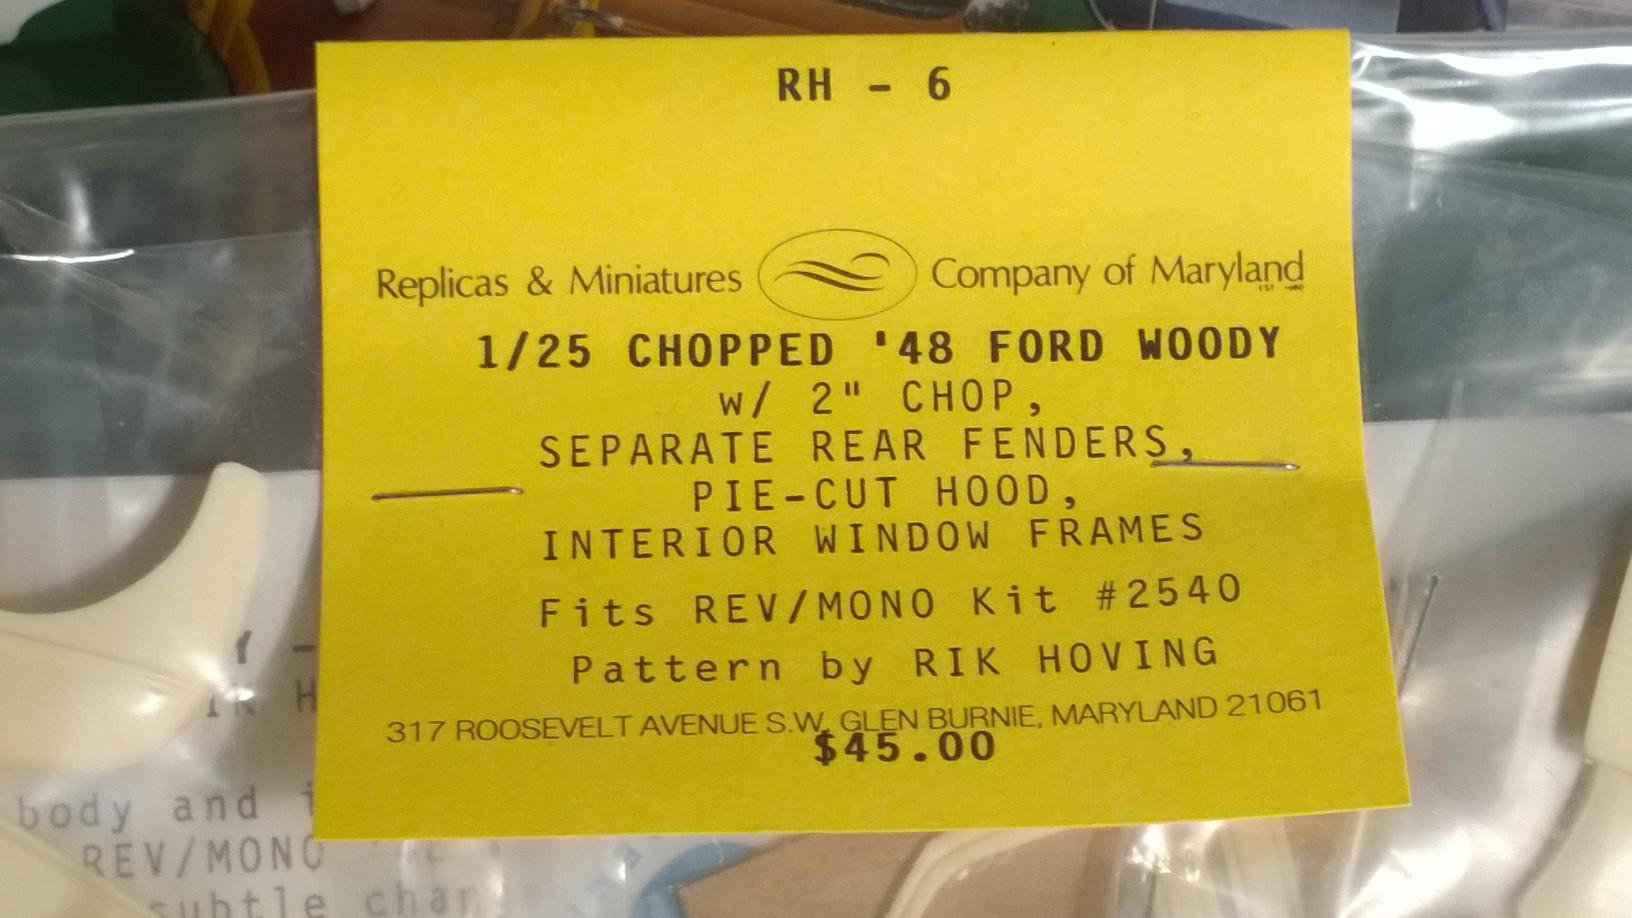 RH - 6
Replicas & Miniatures Company of Maryland
1/25 CHOPPED '48 FORD WOODY
w/ 2" CHOP,
SEPARATE REAR FENDERS,
PIE-CUT HOOD,
INTERIOR WINDOW FRAMES
Fits REV/MONO Kit #2540
Pattern by RIK HOVING
317 ROOSEVELT AVENUE S.W. GLEN BURNIE, MARYLAND 21061
$45.00
body and
REV/MONO
subtle